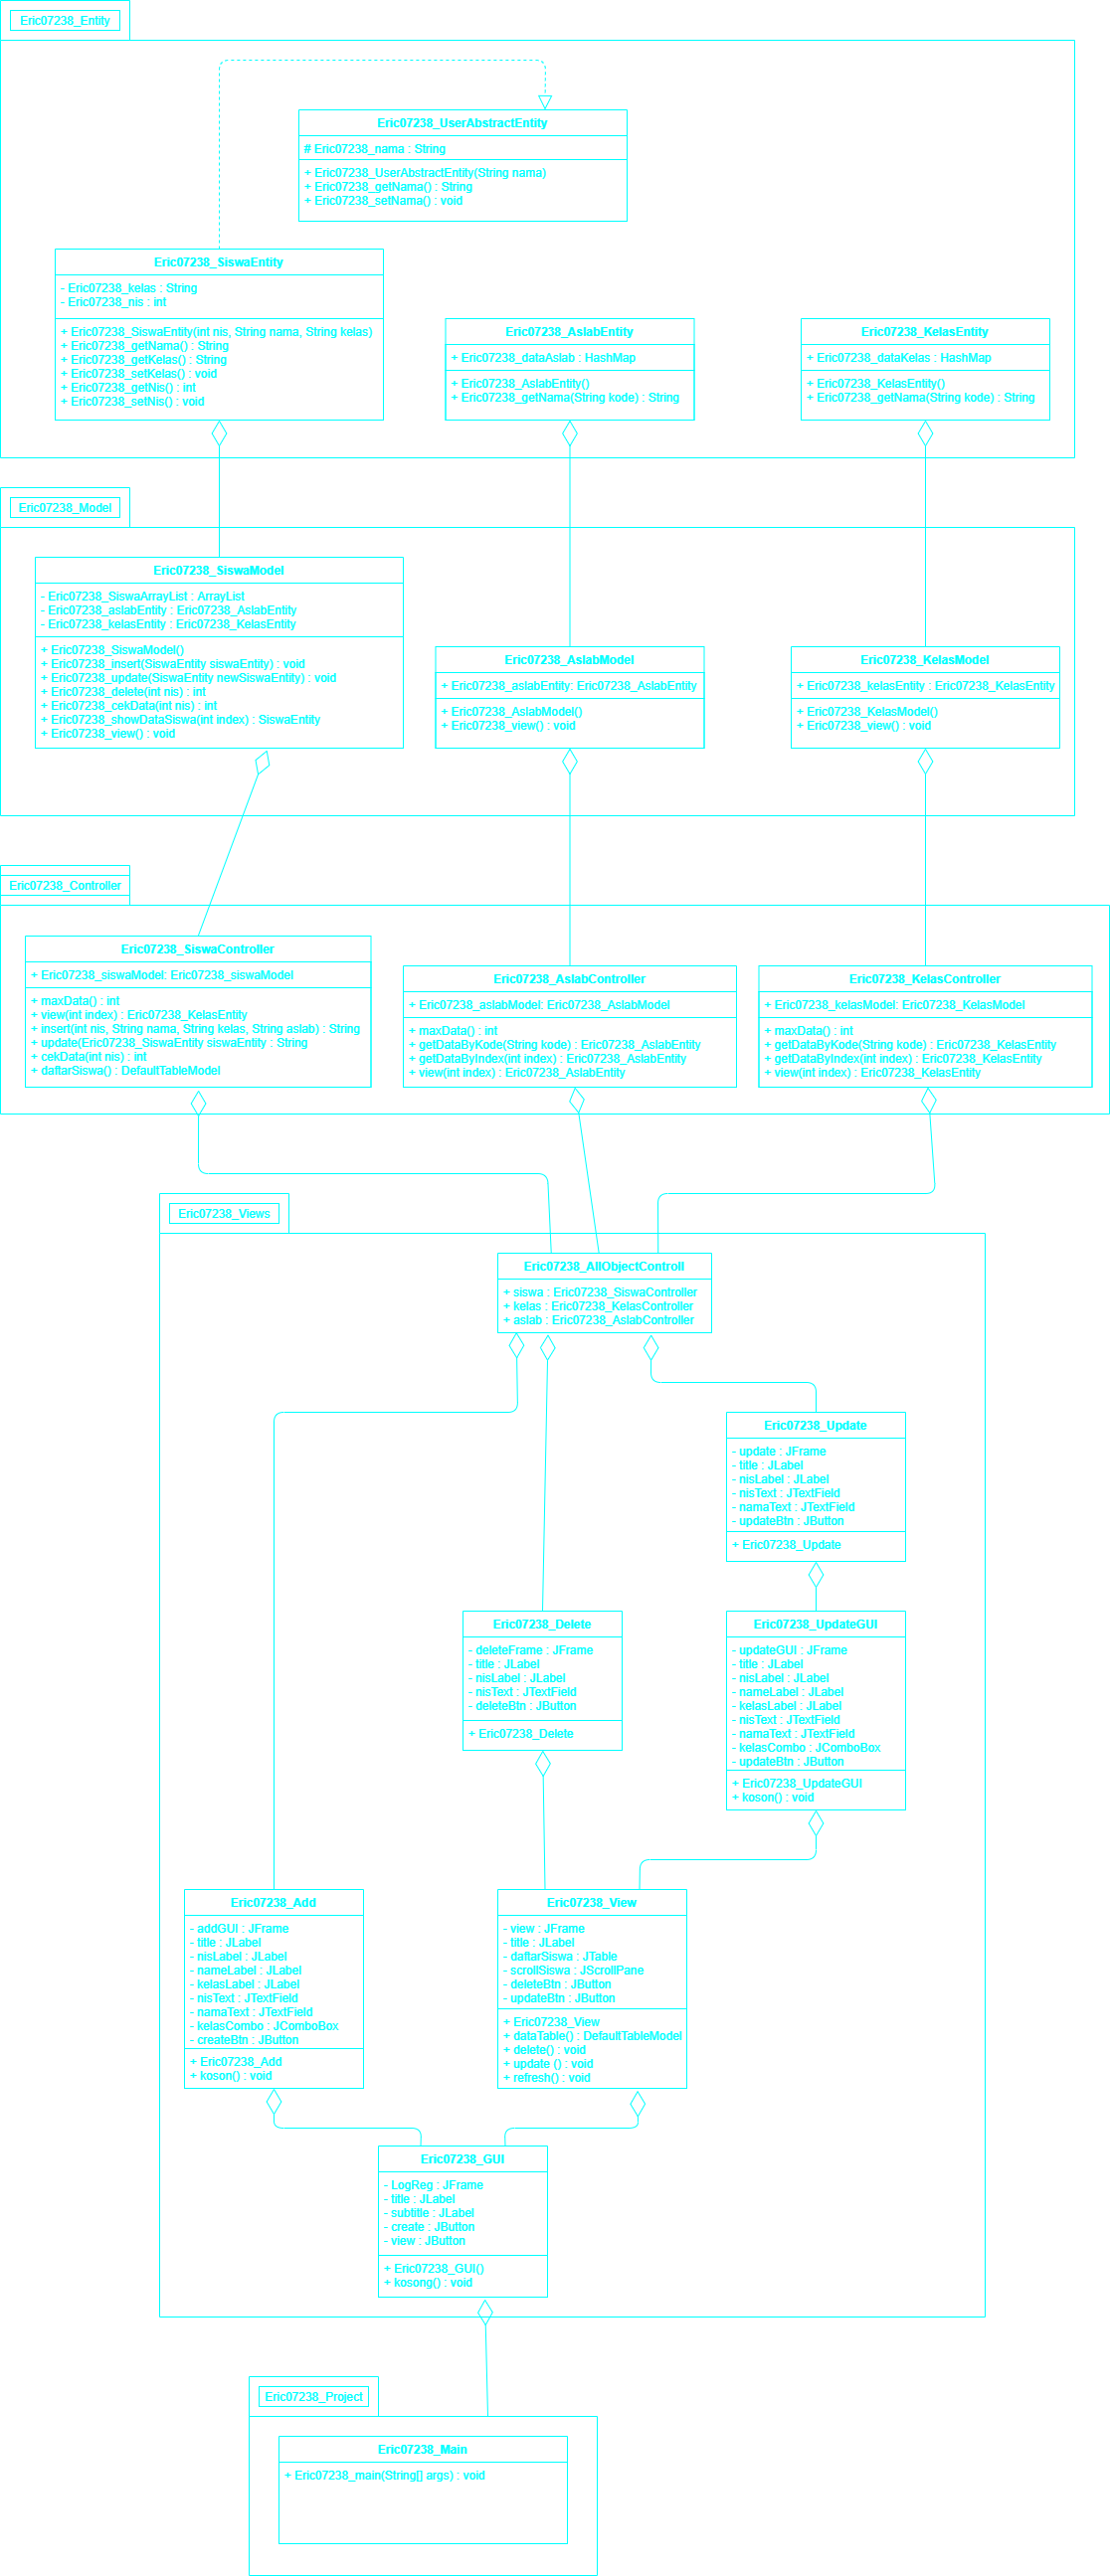 Eric07238_Entity
Eric07238_UserAbstractEntity
# Eric07238_nama : String
+ Eric07238_UserAbstractEntity(String nama)
+ Eric07238_getNama() : String
+ Eric07238_setNama() : void
Eric07238_SiswaEntity
- Eric07238_kelas : String
- Eric07238_nis : int
+ Eric07238_SiswaEntity(int nis, String nama, String kelas)
+ Eric07238_getNama() : String
+ Eric07238_getKelas() : String
+ Eric07238_setKelas() : void
+ Eric07238_getNis() : int
+ Eric07238_setNis() : void
Eric07238_AslabEntity
+ Eric07238_dataAslab : HashMap
+ Eric07238_AslabEntity()
+ Eric07238_getNama(String kode) : String
Eric07238_KelasEntity
+ Eric07238_dataKelas : HashMap
+ Eric07238_KelasEntity()
+ Eric07238_getNama(String kode) : String
Eric07238_Model
Eric07238_SiswaModel
- Eric07238_SiswaArrayList : ArrayList
- Eric07238_aslabEntity : Eric07238_AslabEntity
- Eric07238_kelasEntity : Eric07238_KelasEntity
+ Eric07238_SiswaModel()
+ Eric07238_insert(SiswaEntity siswaEntity) : void
+ Eric07238_update(SiswaEntity newSiswaEntity) : void
+ Eric07238_delete(int nis) : int
+ Eric07238_cekData(int nis) : int
+ Eric07238_showDataSiswa(int index) : SiswaEntity
+ Eric07238_view() : void
Eric07238_AslabModel
+ Eric07238_aslabEntity: Eric07238_AslabEntity
+ Eric07238_AslabModel()
+ Eric07238_view() : void
Eric07238_KelasModel
+ Eric07238_kelasEntity : Eric07238_KelasEntity
+ Eric07238_KelasModel()
+ Eric07238_view() : void
Eric07238_Controller
Eric07238_SiswaController
+ Eric07238_siswaModel: Eric07238_siswaModel
+ maxData() : int
+ view(int index) : Eric07238_KelasEntity
+ insert(int nis, String nama, String kelas, String aslab) : String
+ update(Eric07238_SiswaEntity siswaEntity : String
+ cekData(int nis) : int
+ daftarSiswa() : DefaultTableModel
Eric07238_AslabController
+ Eric07238_aslabModel: Eric07238_AslabModel
+ maxData() : int
+ getDataByKode(String kode) : Eric07238_AslabEntity
+ getDataByIndex(int index) : Eric07238_AslabEntity
+ view(int index) : Eric07238_AslabEntity
Eric07238_KelasController
+ Eric07238_kelasModel: Eric07238_KelasModel
+ maxData() : int
+ getDataByKode(String kode) : Eric07238_KelasEntity
+ getDataByIndex(int index) : Eric07238_KelasEntity
+ view(int index) : Eric07238_KelasEntity
Eric07238_Views
Eric07238_AllObjectControll
+ siswa : Eric07238_SiswaController
+ kelas : Eric07238_KelasController
+ aslab : Eric07238_AslabController
Eric07238_Update
- update : JFrame
- title : JLabel
- nisLabel : JLabel
- nisText : JTextField
- namaText : JTextField
- updateBtn : JButton
+ Eric07238_Update
Eric07238_Delete
- deleteFrame : JFrame
- title : JLabel
- nisLabel : JLabel
- nisText : JTextField
- deleteBtn : JButton
+ Eric07238_Delete
Eric07238_UpdateGUI
- updateGUI : JFrame
- title : JLabel
- nisLabel : JLabel
- nameLabel : JLabel
- kelasLabel : JLabel
- nisText : JTextField
- namaText : JTextField
- kelasCombo : JComboBox
- updateBtn : JButton
+ Eric07238_UpdateGUI
+ koson() : void
Eric07238_Add
- addGUI : JFrame
- title : JLabel
- nisLabel : JLabel
- nameLabel : JLabel
- kelasLabel : JLabel
- nisText : JTextField
- namaText : JTextField
- kelasCombo : JComboBox
- createBtn : JButton
+ Eric07238_Add
+ koson() : void
Eric07238_View
- view : JFrame
- title : JLabel
- daftarSiswa : JTable
- scrollSiswa : JScrollPane
- deleteBtn : JButton
- updateBtn : JButton
+ Eric07238_View
+ dataTable() : DefaultTableModel
+ delete() : void
+ update () : void
+ refresh() : void
Eric07238_GUI
- LogReg : JFrame
- title : JLabel
- subtitle : JLabel
- create : JButton
- view : JButton
+ Eric07238_GUI()
+ kosong() : void
Eric07238_Project
Eric07238_Main
+ Eric07238_main(String[] args) : void